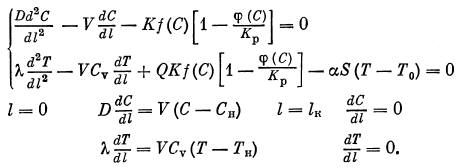 Dd²C/dl² − V dC/dl − Kf(C)[1 − φ(C)/Kр] = 0
λ d²T/dl² − VCᵥ dT/dl + QKf(C)[1 − φ(C)/Kр] − αS(T − T₀) = 0
l = 0 D dC/dl = V(C − Cн) l = lк dC/dl = 0
λ dT/dl = VCᵥ(T − Tн) dT/dl = 0.